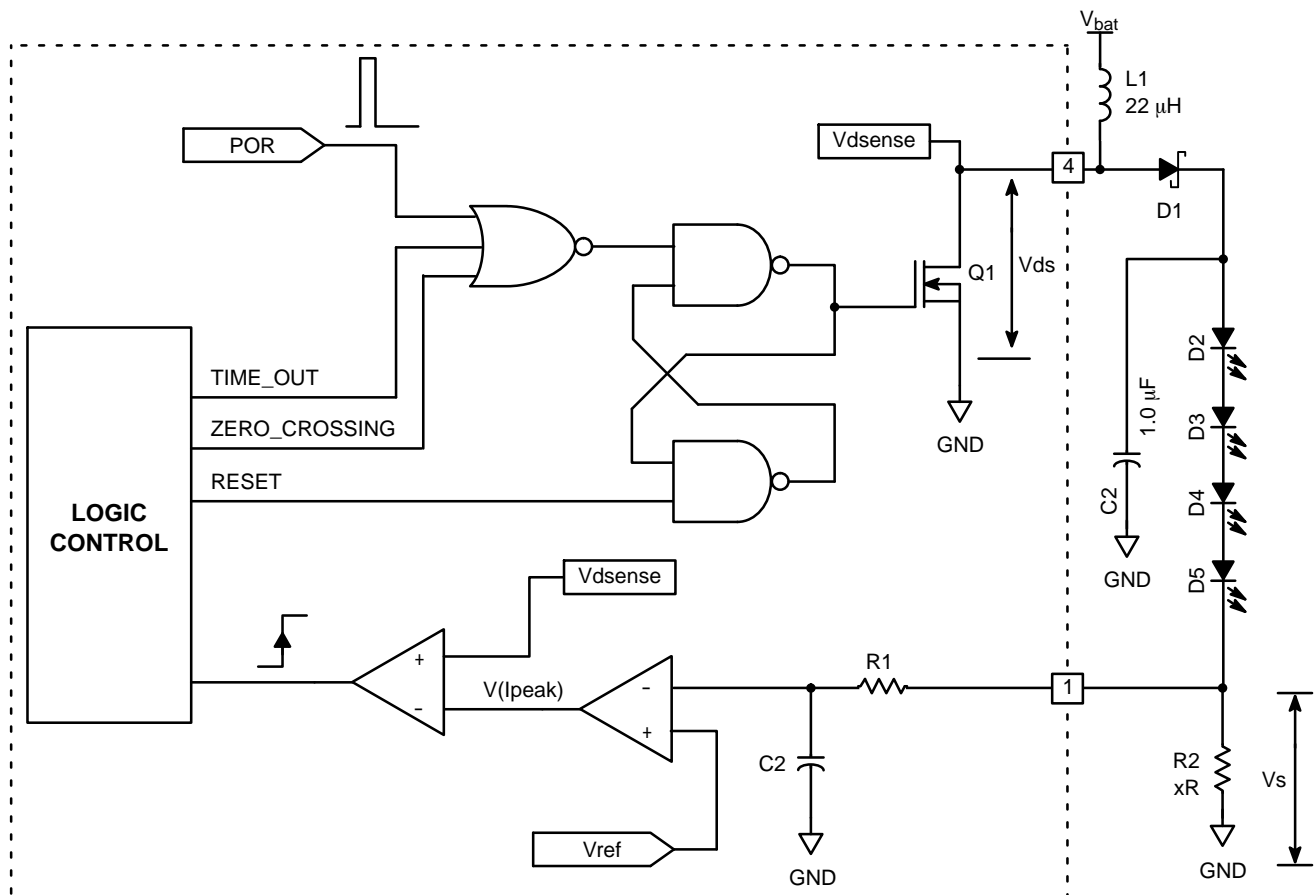 V_bat
L1
22 μH
POR
Vdsense
4
D1
Q1
Vds
D2
TIME_OUT
1.0 μF
D3
ZERO_CROSSING
GND
RESET
C2
D4
LOGIC
CONTROL
GND
D5
Vdsense
+
V(Ipeak)
–
-
+
R1
1
C2
R2
xR
Vs
Vref
GND
GND